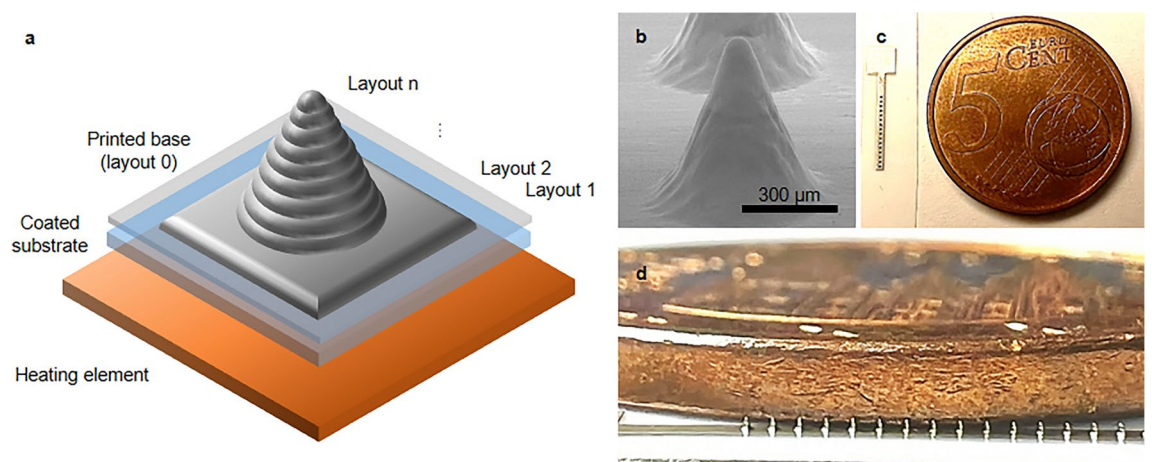 a
Layout n
Printed base
(layout 0)
⋮
Layout 2
Layout 1
Coated
substrate
Heating element
b
300 µm
c
5
EURO
CENT
d